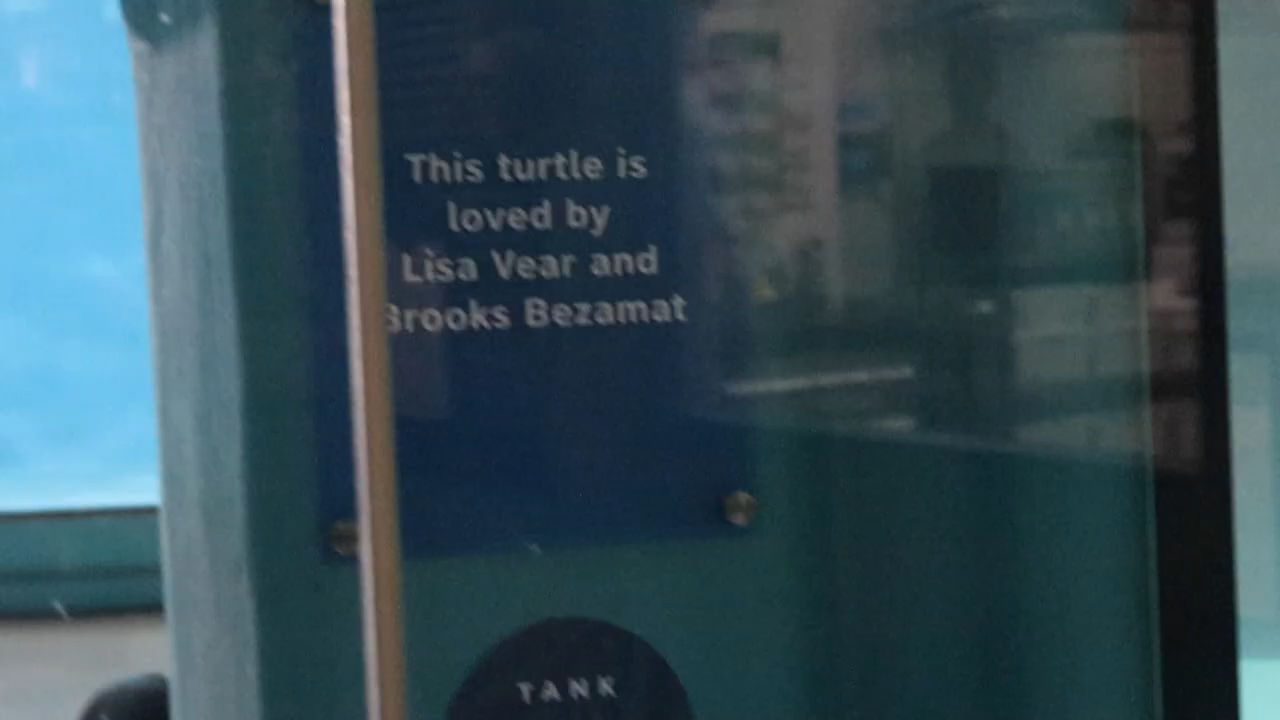 This turtle is
loved by
Lisa Vear and
Brooks Bezamat
TANK